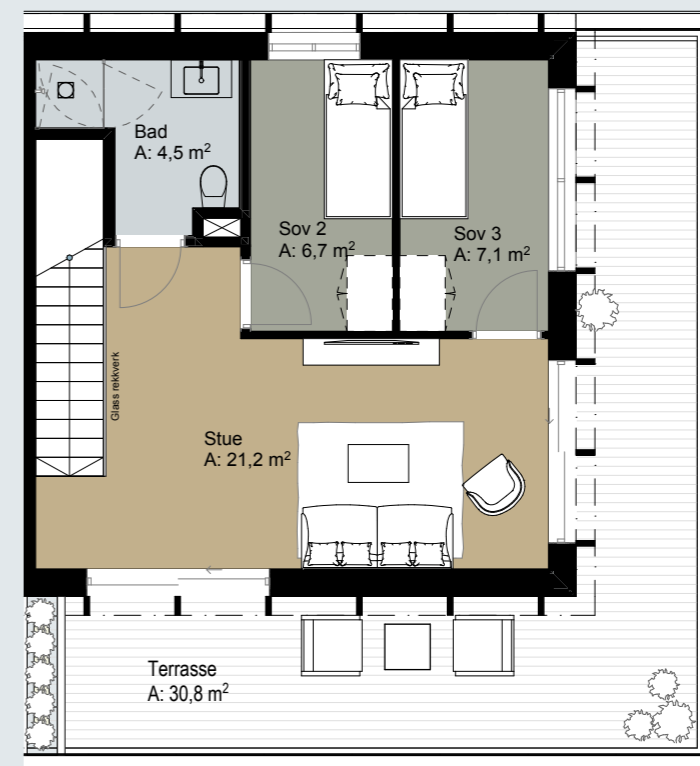 Bad
A: 4,5 m²
Sov 2
A: 6,7 m²
Sov 3
A: 7,1 m²
Glass rekkverk
Stue
A: 21,2 m²
Terrasse
A: 30,8 m²